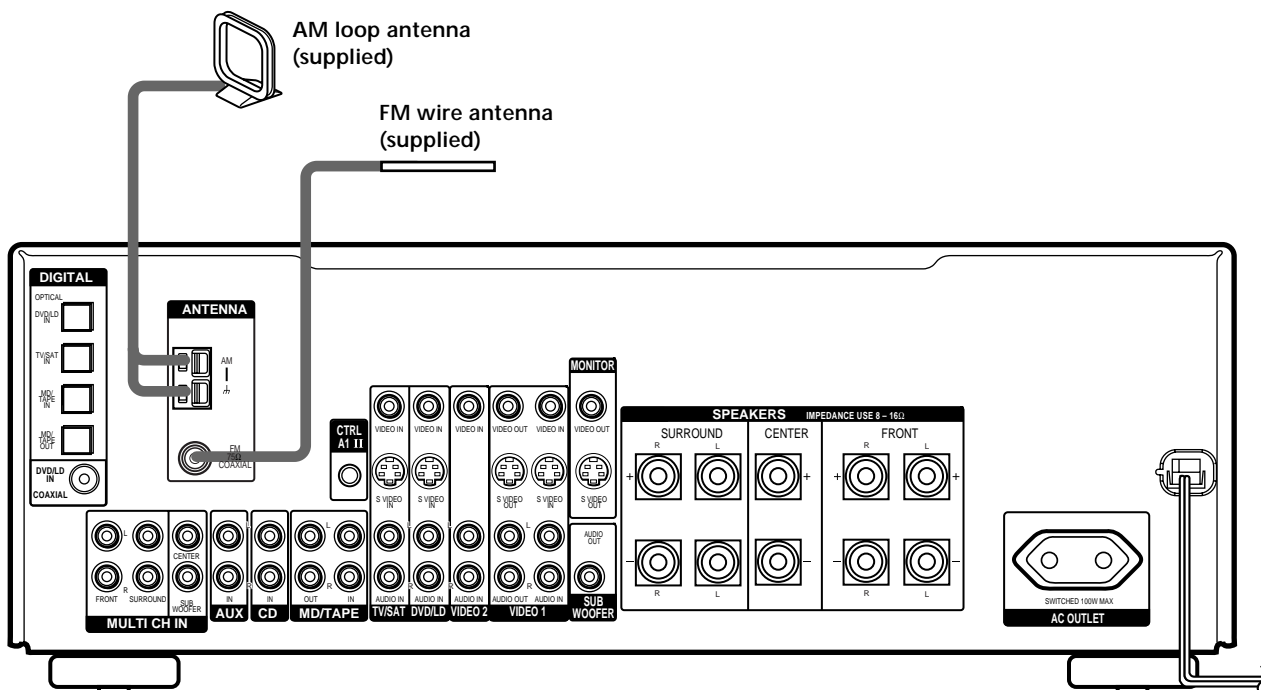 AM loop antenna
(supplied)
FM wire antenna
(supplied)
DIGITAL
OPTICAL
DVD/LD
IN
TV/SAT
IN
MD/
TAPE
IN
MD/
TAPE
OUT
DVD/LD
IN
COAXIAL
ANTENNA
AM
FM
75Ω
COAXIAL
CTRL
A1 II
MONITOR
VIDEO IN
VIDEO IN
VIDEO IN
VIDEO OUT
VIDEO IN
VIDEO OUT
S VIDEO
IN
S VIDEO
IN
S VIDEO
OUT
S VIDEO
IN
S VIDEO
OUT
L
L
L
L
L
L
AUDIO
OUT
CENTER
R
R
R
R
R
R
FRONT
SURROUND
SUB
WOOFER
IN
IN
OUT
IN
AUDIO IN
AUDIO IN
AUDIO IN
AUDIO OUT
AUDIO IN
MULTI CH IN
AUX
CD
MD/TAPE
TV/SAT
DVD/LD
VIDEO 2
VIDEO 1
SUB
WOOFER
SPEAKERS
IMPEDANCE USE 8 – 16Ω
SURROUND
CENTER
FRONT
R
L
R
L
+
+
+
+
–
–
–
–
R
L
R
L
SWITCHED 100W MAX
AC OUTLET